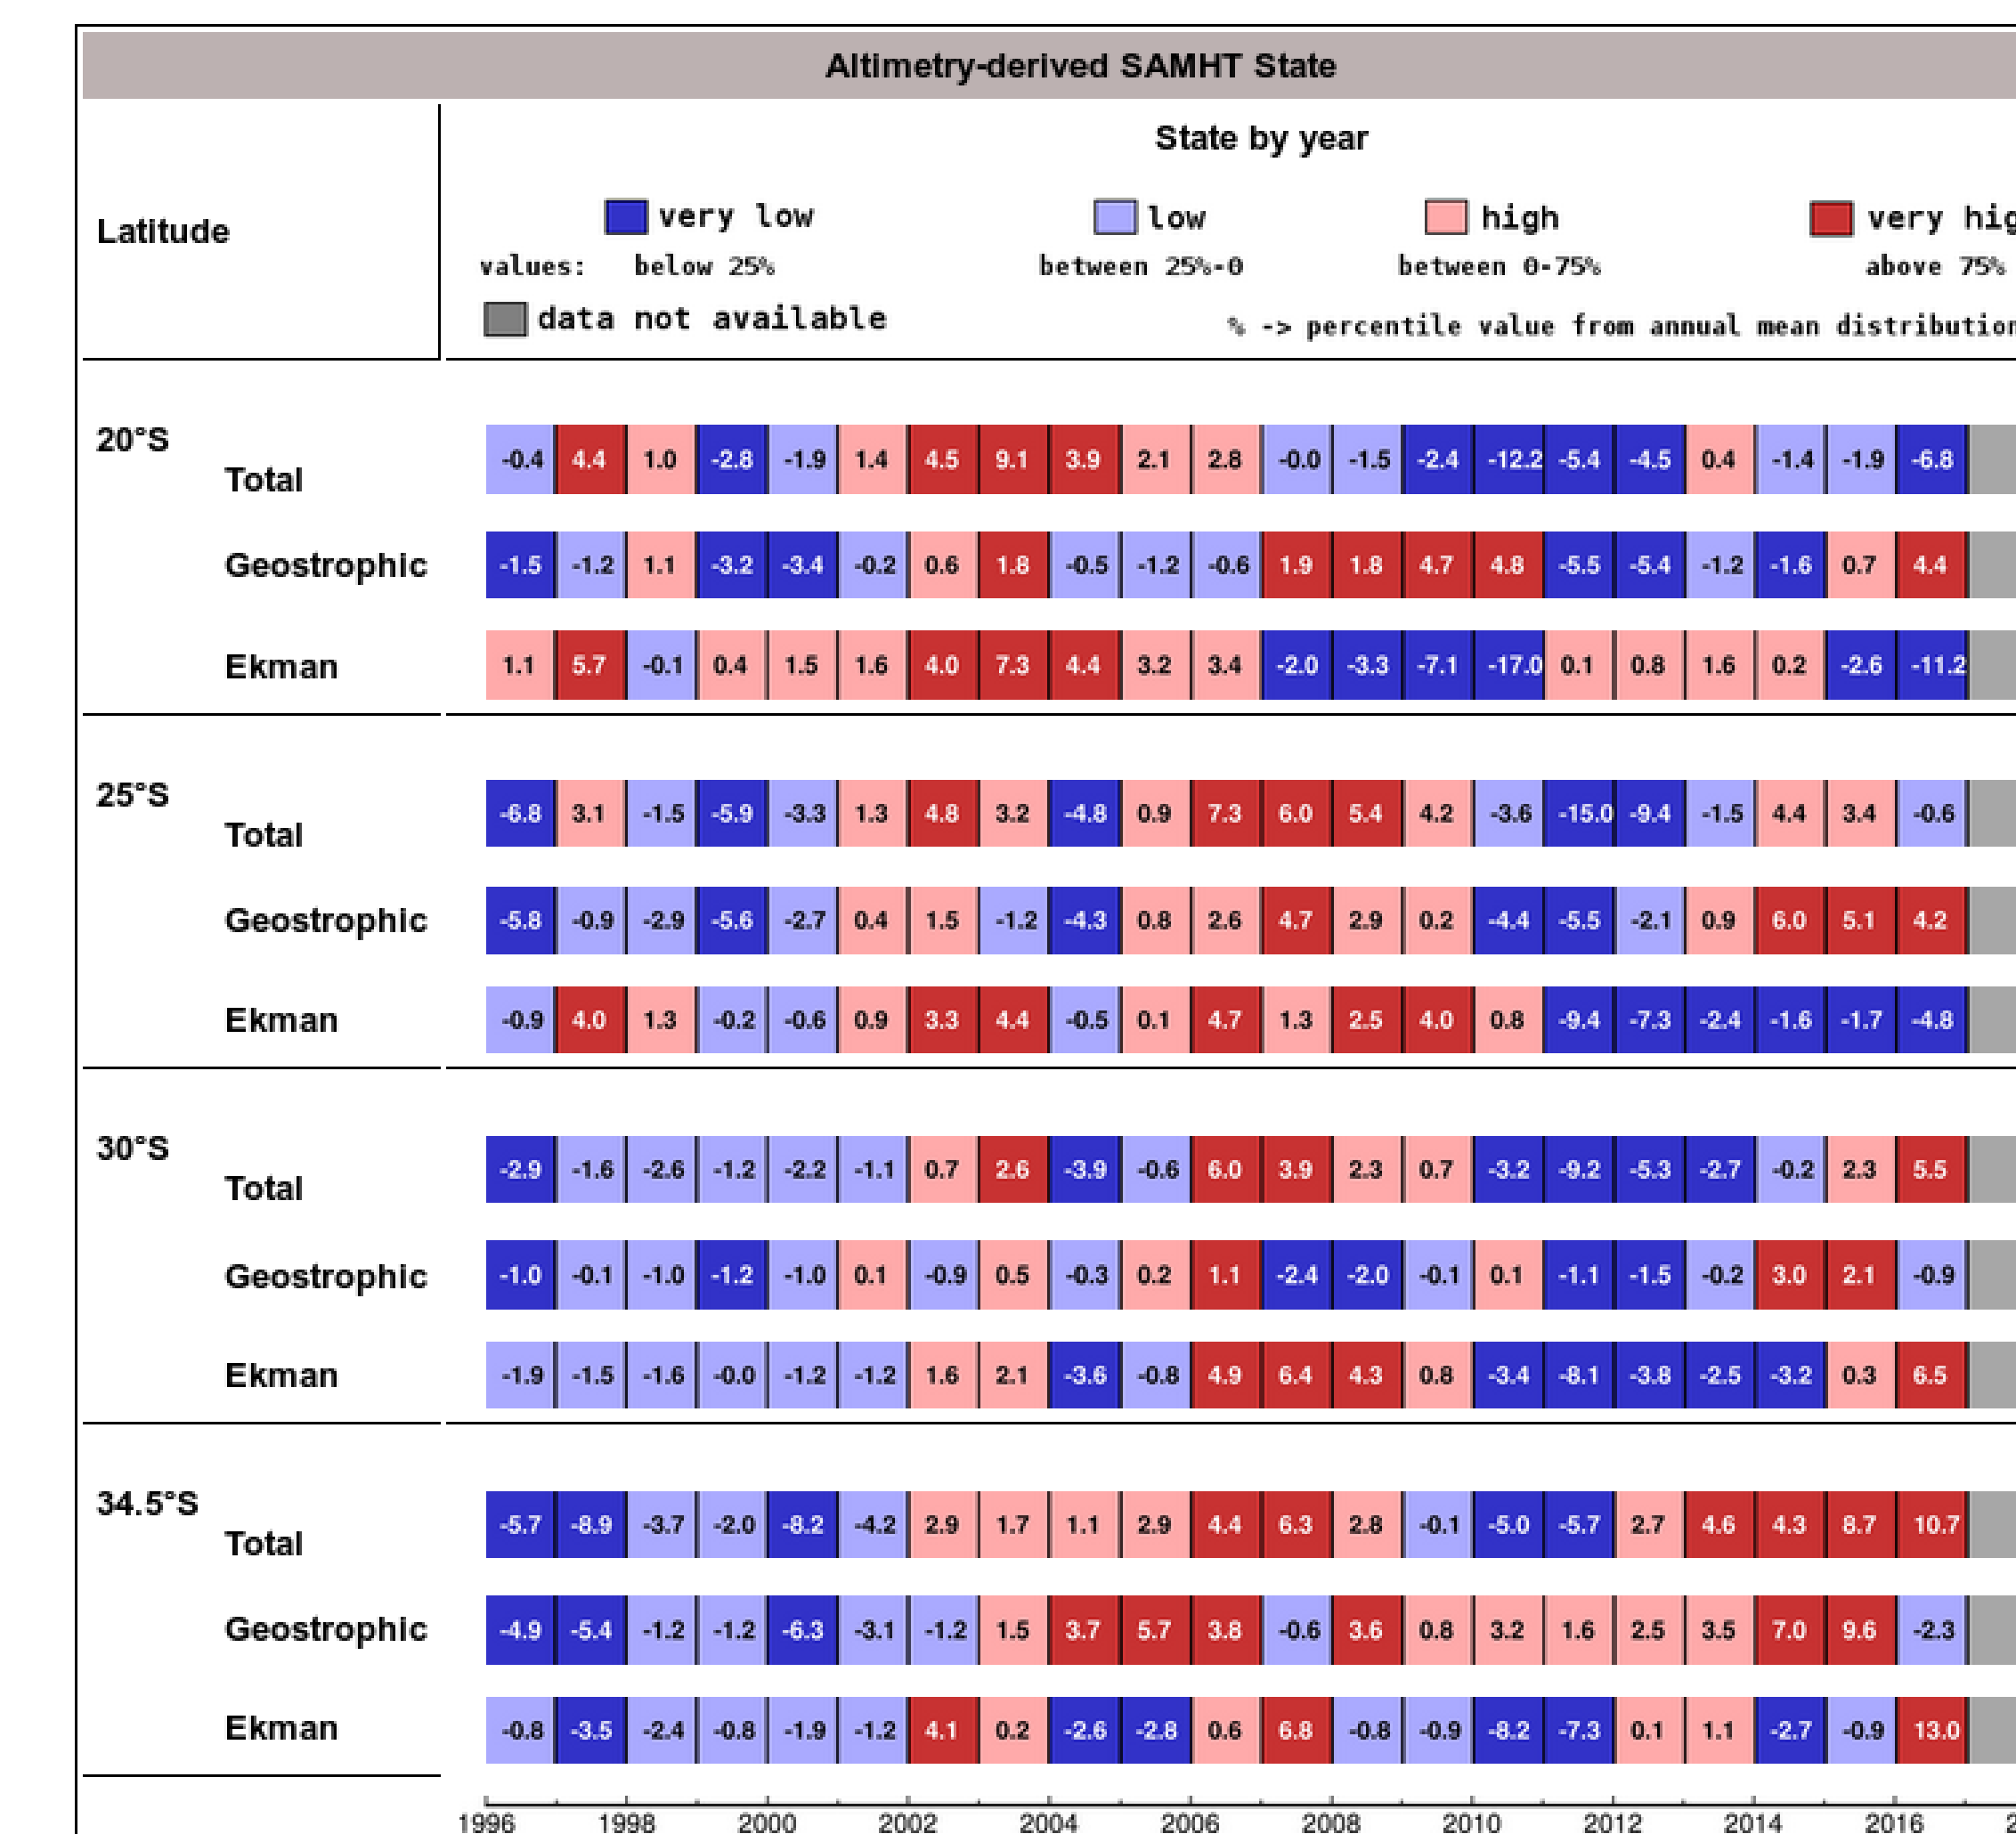 Altimetry-derived SAMHT State
State by year
Latitude
very low low high very hig
values: below 25% between 25%-0 between 0-75% above 75%
data not available % -> percentile value from annual mean distribution
20°S
Total -0.4 4.4 1.0 -2.8 -1.9 1.4 4.5 9.1 3.9 2.1 2.8 -0.0 -1.5 -2.4 -12.2 -5.4 -4.5 0.4 -1.4 -1.9 -6.8
Geostrophic -1.5 -1.2 1.1 -3.2 -3.4 -0.2 0.6 1.8 -0.5 -1.2 -0.6 1.9 1.8 4.7 4.8 -5.5 -5.4 -1.2 -1.6 0.7 4.4
Ekman 1.1 5.7 -0.1 0.4 1.5 1.6 4.0 7.3 4.4 3.2 3.4 -2.0 -3.3 -7.1 -17.0 0.1 0.8 1.6 0.2 -2.6 -11.2
25°S
Total -6.8 3.1 -1.5 -5.9 -3.3 1.3 4.8 3.2 -4.8 0.9 7.3 6.0 5.4 4.2 -3.6 -15.0 -9.4 -1.5 4.4 3.4 -0.6
Geostrophic -5.8 -0.9 -2.9 -5.6 -2.7 0.4 1.5 -1.2 -4.3 0.8 2.6 4.7 2.9 0.2 -4.4 -5.5 -2.1 0.9 6.0 5.1 4.2
Ekman -0.9 4.0 1.3 -0.2 -0.6 0.9 3.3 4.4 -0.5 0.1 4.7 1.3 2.5 4.0 0.8 -9.4 -7.3 -2.4 -1.6 -1.7 -4.8
30°S
Total -2.9 -1.6 -2.6 -1.2 -2.2 -1.1 0.7 2.6 -3.9 -0.6 6.0 3.9 2.3 0.7 -3.2 -9.2 -5.3 -2.7 -0.2 2.3 5.5
Geostrophic -1.0 -0.1 -1.0 -1.2 -1.0 0.1 -0.9 0.5 -0.3 0.2 1.1 -2.4 -2.0 -0.1 0.1 -1.1 -1.5 -0.2 3.0 2.1 -0.9
Ekman -1.9 -1.5 -1.6 -0.0 -1.2 -1.2 1.6 2.1 -3.6 -0.8 4.9 6.4 4.3 0.8 -3.4 -8.1 -3.8 -2.5 -3.2 0.3 6.5
34.5°S
Total -5.7 -8.9 -3.7 -2.0 -8.2 -4.2 2.9 1.7 1.1 2.9 4.4 6.3 2.8 -0.1 -5.0 -5.7 2.7 4.6 4.3 8.7 10.7
Geostrophic -4.9 -5.4 -1.2 -1.2 -6.3 -3.1 -1.2 1.5 3.7 5.7 3.8 -0.6 3.6 0.8 3.2 1.6 2.5 3.5 7.0 9.6 -2.3
Ekman -0.8 -3.5 -2.4 -0.8 -1.9 -1.2 4.1 0.2 -2.6 -2.8 0.6 6.8 -0.8 -0.9 -8.2 -7.3 0.1 1.1 -2.7 -0.9 13.0
1996 1998 2000 2002 2004 2006 2008 2010 2012 2014 2016